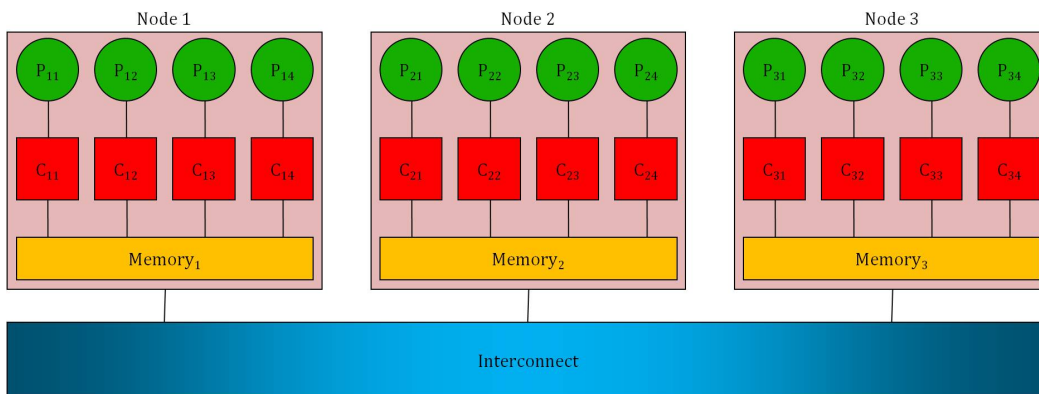 Node 1
Node 2
Node 3
P₁₁ P₁₂ P₁₃ P₁₄
P₂₁ P₂₂ P₂₃ P₂₄
P₃₁ P₃₂ P₃₃ P₃₄
C₁₁ C₁₂ C₁₃ C₁₄
C₂₁ C₂₂ C₂₃ C₂₄
C₃₁ C₃₂ C₃₃ C₃₄
Memory₁
Memory₂
Memory₃
Interconnect